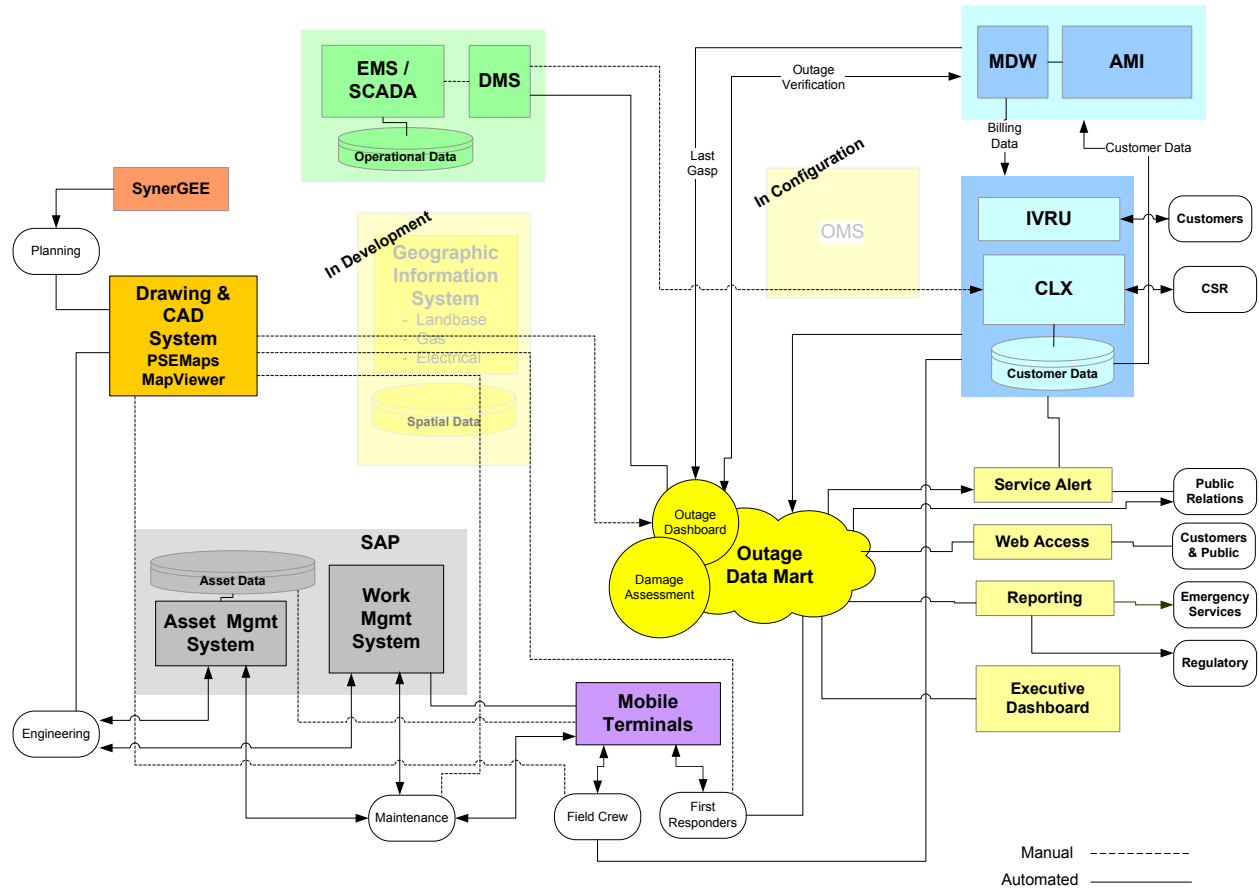 EMS /
SCADA
DMS
Operational Data
MDW
AMI
Outage
Verification
Billing
Data
Customer Data
Last
Gasp
In Configuration
OMS
SynerGEE
Planning
In Development
Geographic
Information
System
- Landbase
- Gas
- Electrical
Spatial Data
IVRU
Customers
CLX
CSR
Customer Data
Drawing &
CAD
System
PSEMaps
MapViewer
Service Alert
Public
Relations
Outage
Dashboard
Outage
Data Mart
Damage
Assessment
Web Access
Customers
& Public
Reporting
Emergency
Services
Regulatory
Executive
Dashboard
SAP
Asset Data
Work
Mgmt
System
Asset Mgmt
System
Mobile
Terminals
Engineering
Maintenance
Field Crew
First
Responders
Manual
Automated